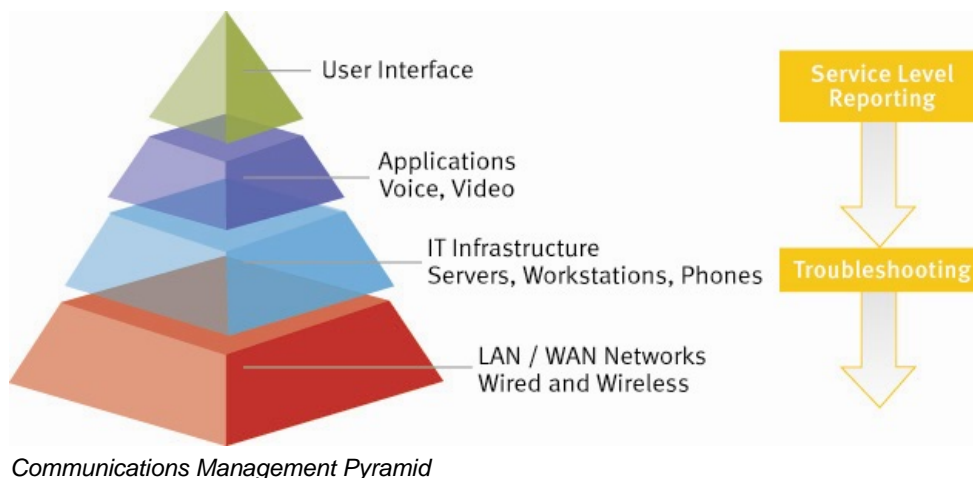 User Interface
Applications
Voice, Video
IT Infrastructure
Servers, Workstations, Phones
LAN / WAN Networks
Wired and Wireless
Service Level
Reporting
Troubleshooting
Communications Management Pyramid